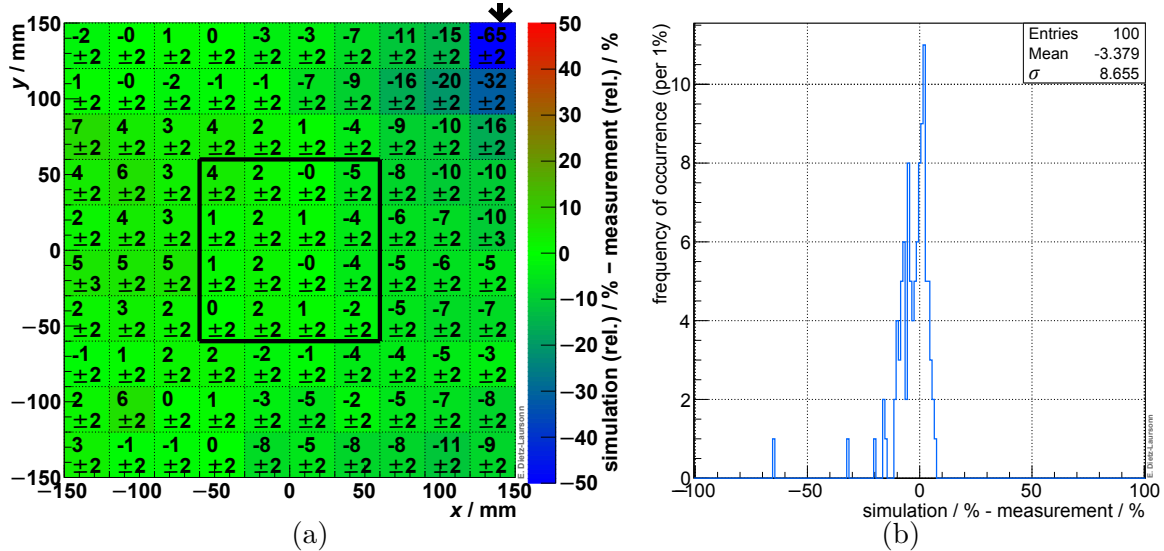 150
100
50
0
−50
−100
−150
y / mm
-2 -0 1 0 -3 -3 -7 -11 -15 -65
±2 ±2 ±2 ±2 ±2 ±2 ±2 ±2 ±2 ±2
1 -0 -2 -1 -1 -7 -9 -16 -20 -32
±2 ±2 ±2 ±2 ±2 ±2 ±2 ±2 ±2 ±2
7 4 3 4 2 1 -4 -9 -10 -16
±2 ±2 ±2 ±2 ±2 ±2 ±2 ±2 ±2 ±2
4 6 3 4 2 -0 -5 -8 -10 -10
±2 ±2 ±2 ±2 ±2 ±2 ±2 ±2 ±2 ±2
2 4 3 1 2 1 -4 -6 -7 -10
±2 ±2 ±2 ±2 ±2 ±2 ±2 ±2 ±2 ±3
5 5 5 1 2 -0 -4 -5 -6 -5
±3 ±2 ±2 ±2 ±2 ±2 ±2 ±2 ±2 ±2
2 3 2 0 2 1 -2 -5 -7 -7
±2 ±2 ±2 ±2 ±2 ±2 ±2 ±2 ±2 ±2
-1 1 2 2 -2 -1 -4 -4 -5 -3
±2 ±2 ±2 ±2 ±2 ±2 ±2 ±2 ±2 ±2
2 6 0 1 -3 -5 -2 -5 -7 -8
±2 ±2 ±2 ±2 ±2 ±2 ±2 ±2 ±2 ±2
-3 -1 -1 0 -8 -5 -8 -8 -11 -9
±2 ±2 ±2 ±2 ±2 ±2 ±2 ±2 ±2 ±2
−150 −100 −50 0 50 100 150
x / mm
E. Dietz-Laursonn
50
40
30
20
10
0
−10
−20
−30
−40
−50
simulation (rel.) / % − measurement (rel.) / %
(a)
frequency of occurrence (per 1%)
10
8
6
4
2
0
Entries 100
Mean -3.379
σ 8.655
−100 −50 0 50 100
simulation / % - measurement / %
E. Dietz-Laursonn
(b)